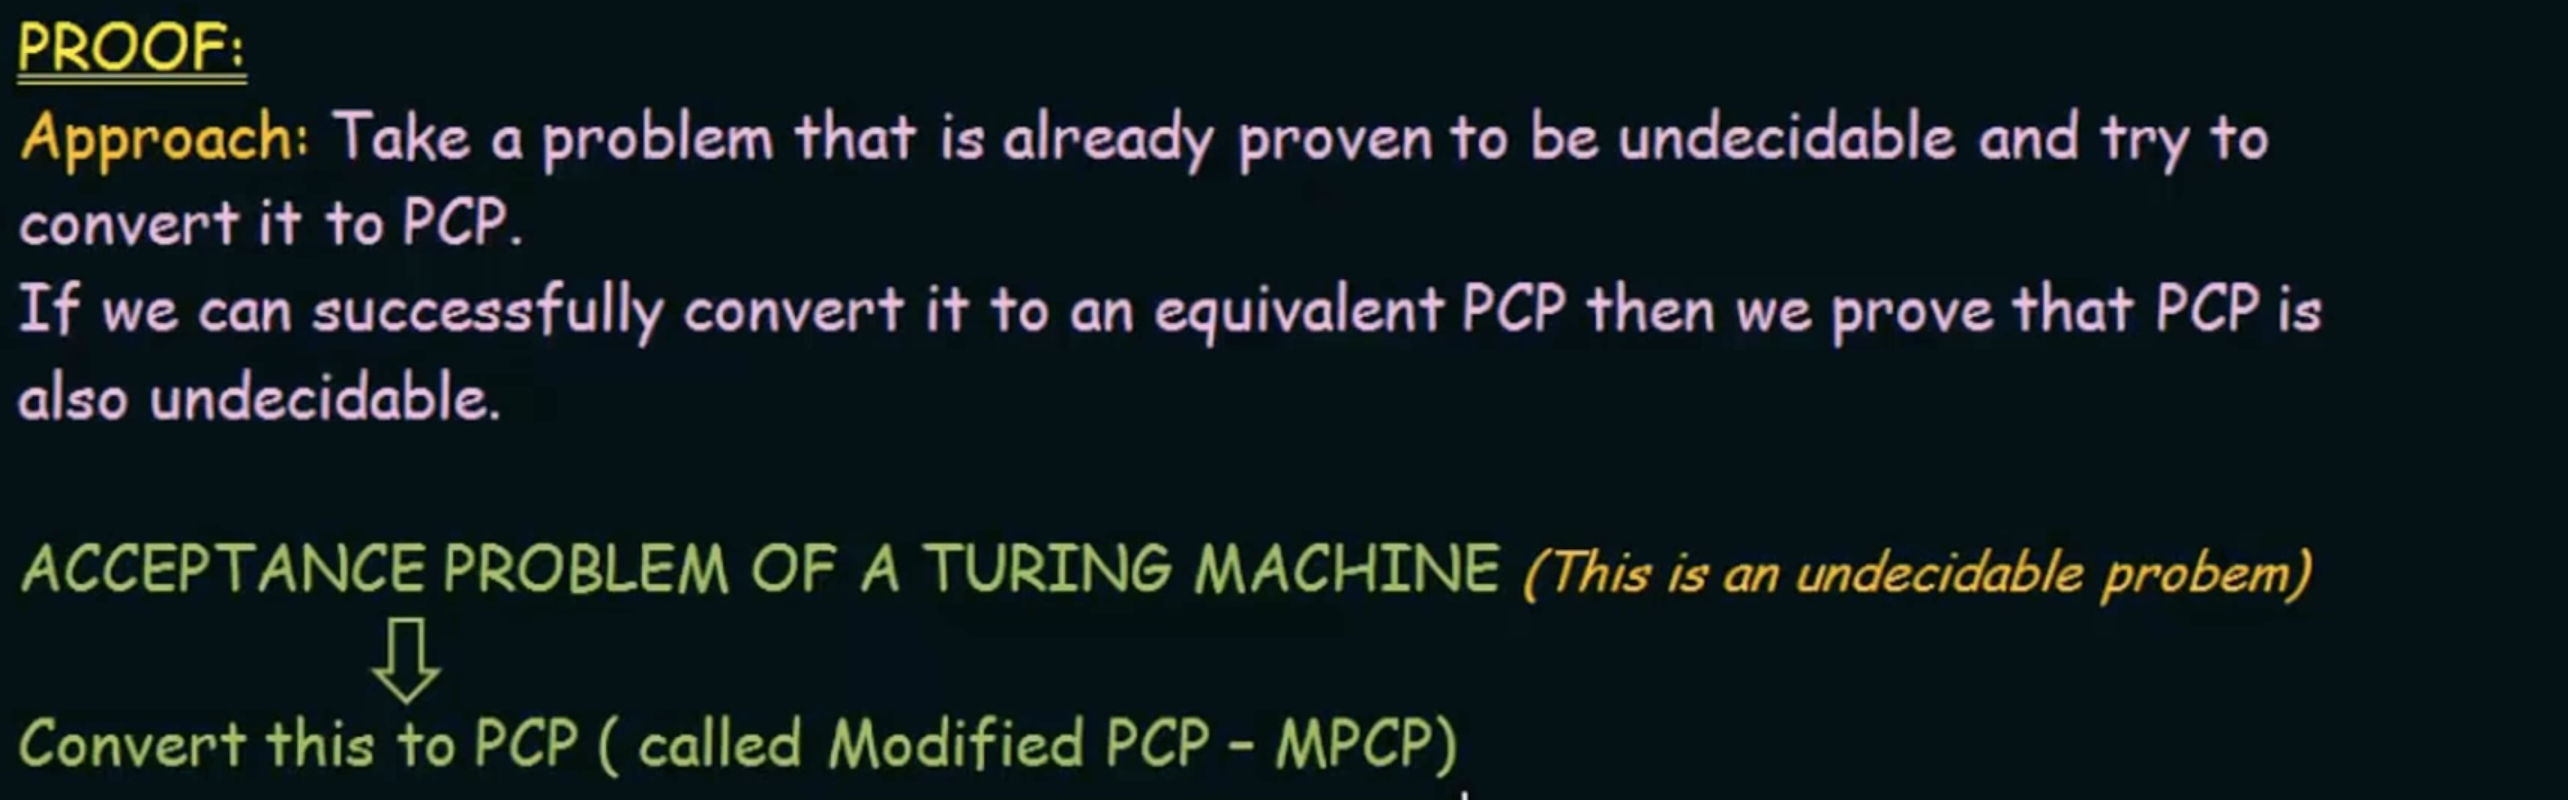 PROOF:
Approach: Take a problem that is already proven to be undecidable and try to
convert it to PCP.
If we can successfully convert it to an equivalent PCP then we prove that PCP is
also undecidable.
ACCEPTANCE PROBLEM OF A TURING MACHINE (This is an undecidable probem)
Convert this to PCP ( called Modified PCP – MPCP)